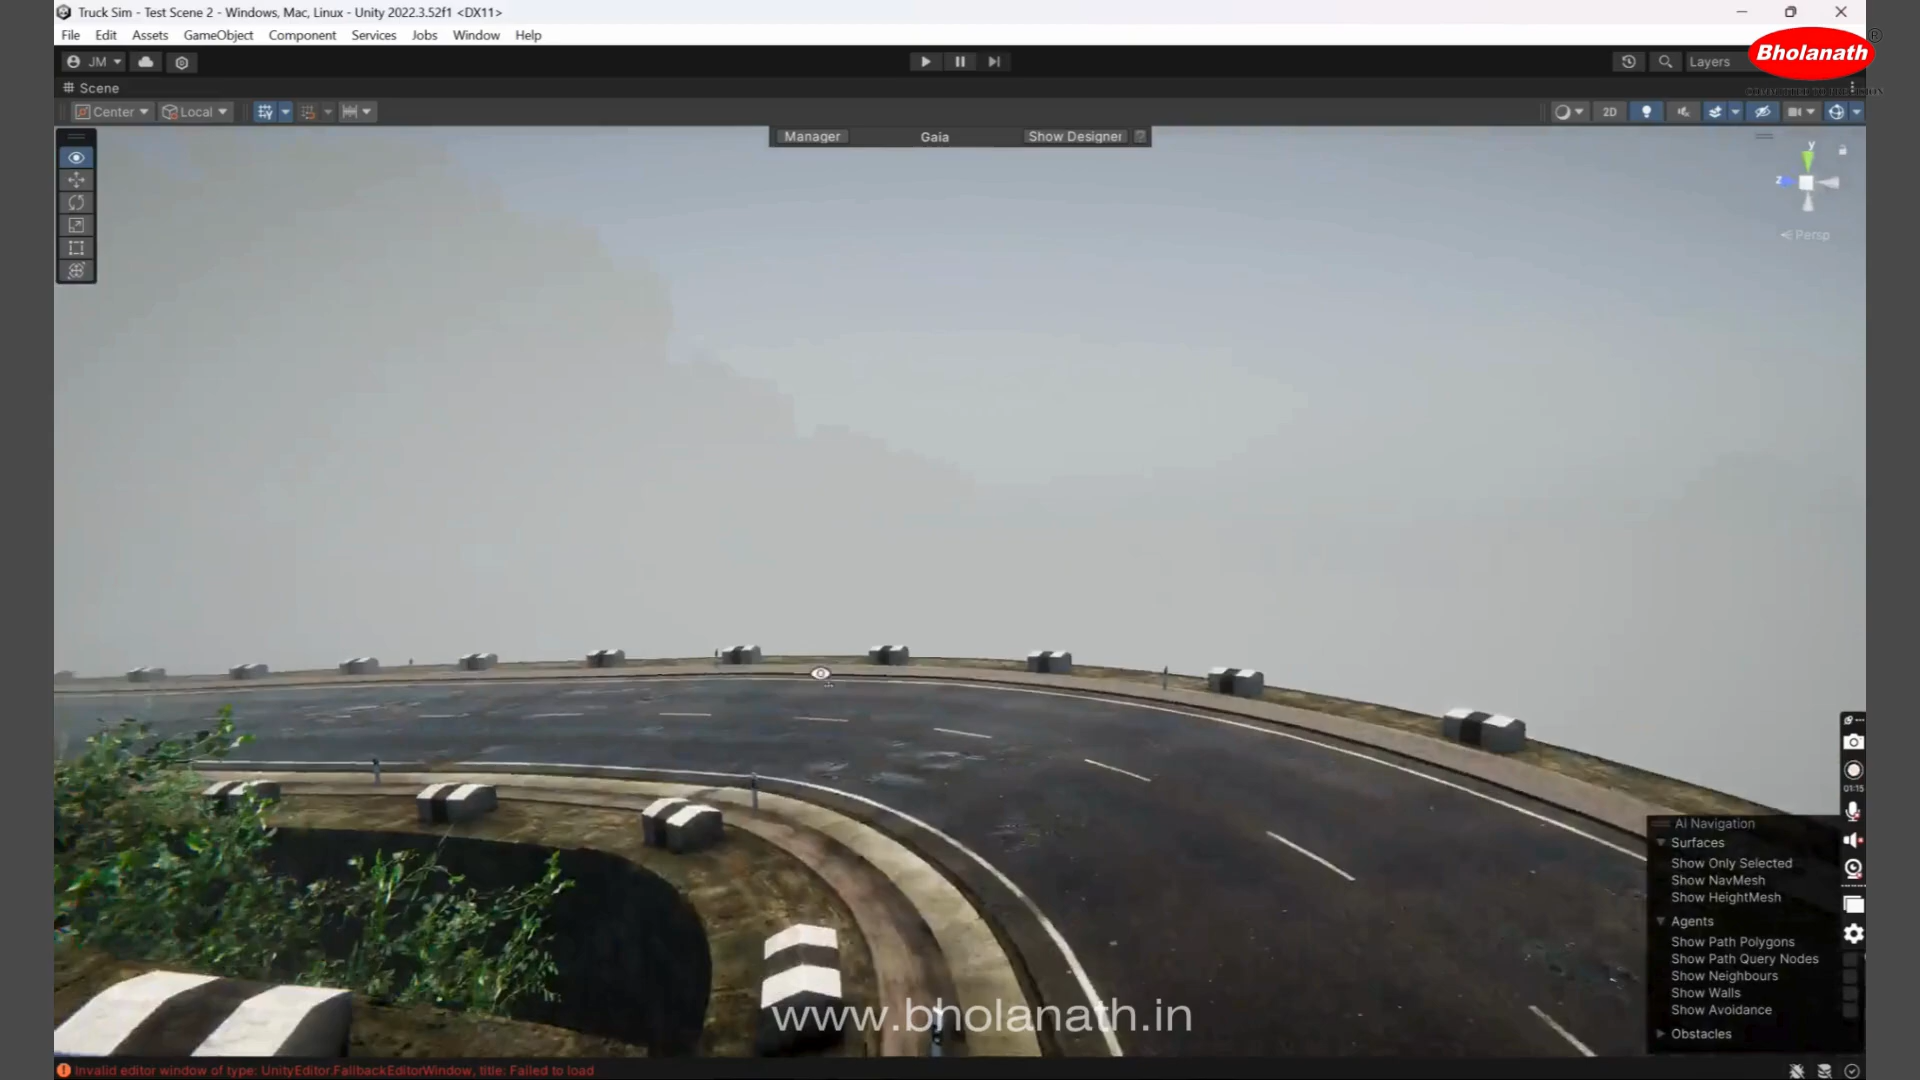 Truck Sim - Test Scene 2 - Windows, Mac, Linux - Unity 2022.3.52f1 <DX11>
File Edit Assets GameObject Component Services Jobs Window Help
JM
Layers
Bholanath
®
Scene
Center
Local
2D
Manager
Gaia
Show Designer
y
z
Persp
01:15
AI Navigation
Surfaces
Show Only Selected
Show NavMesh
Show HeightMesh
Agents
Show Path Polygons
Show Path Query Nodes
Show Neighbours
Show Walls
Show Avoidance
Obstacles
www.bholanath.in
Invalid editor window of type: UnityEditor.FallbackEditorWindow, title: Failed to load